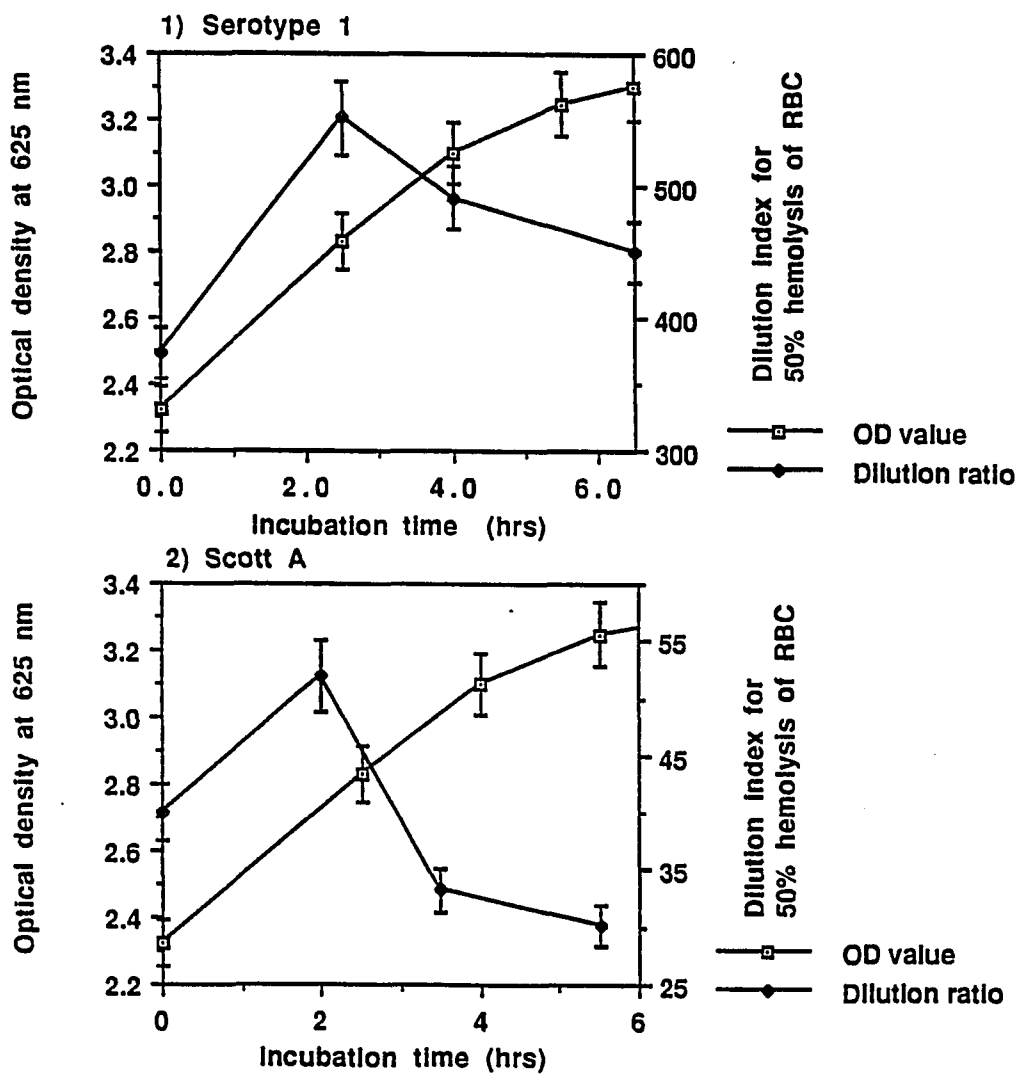 1) Serotype 1
Optical density at 625 nm
3.4
3.2
3.0
2.8
2.6
2.4
2.2
600
500
400
300
Dilution Index for
50% hemolysis of RBC
0.0
2.0
4.0
6.0
Incubation time (hrs)
OD value
Dilution ratio
2) Scott A
Optical density at 625 nm
3.4
3.2
3.0
2.8
2.6
2.4
2.2
55
45
35
25
Dilution Index for
50% hemolysis of RBC
0
2
4
6
Incubation time (hrs)
OD value
Dilution ratio